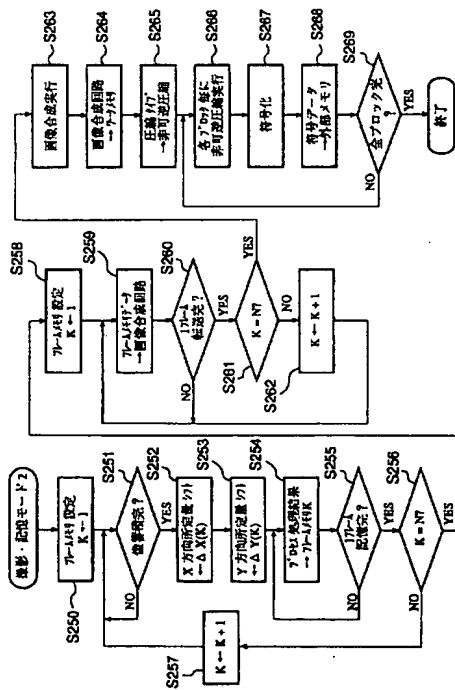 撮影・記憶モード2
S250
フレームメモリ設定
K ← 1
S251
位蓄積完?
NO
YES
S252
X 方向所定量シフト
← Δ X(K)
S253
Y 方向所定量シフト
← Δ Y(K)
S254
プロセス処理結果
→ フレームメモリ K
S255
1フレーム
記憶完?
NO
YES
S256
K = N?
NO
YES
S257
K ← K + 1
S258
フレームメモリ設定
K ← 1
S259
フレームメモリデータ
→画像合成回路
S260
1フレーム
転送完?
NO
YES
S261
K = N?
YES
NO
S262
K ← K + 1
S263
画像合成実行
S264
画像合成回路
→ データメモリ
S265
圧縮タイプ
→非可逆圧縮
S266
各ブロック毎に
非可逆圧縮実行
S267
符号化
S268
符号データ
→外部メモリ
S269
全ブロック完
?
NO
YES
終了